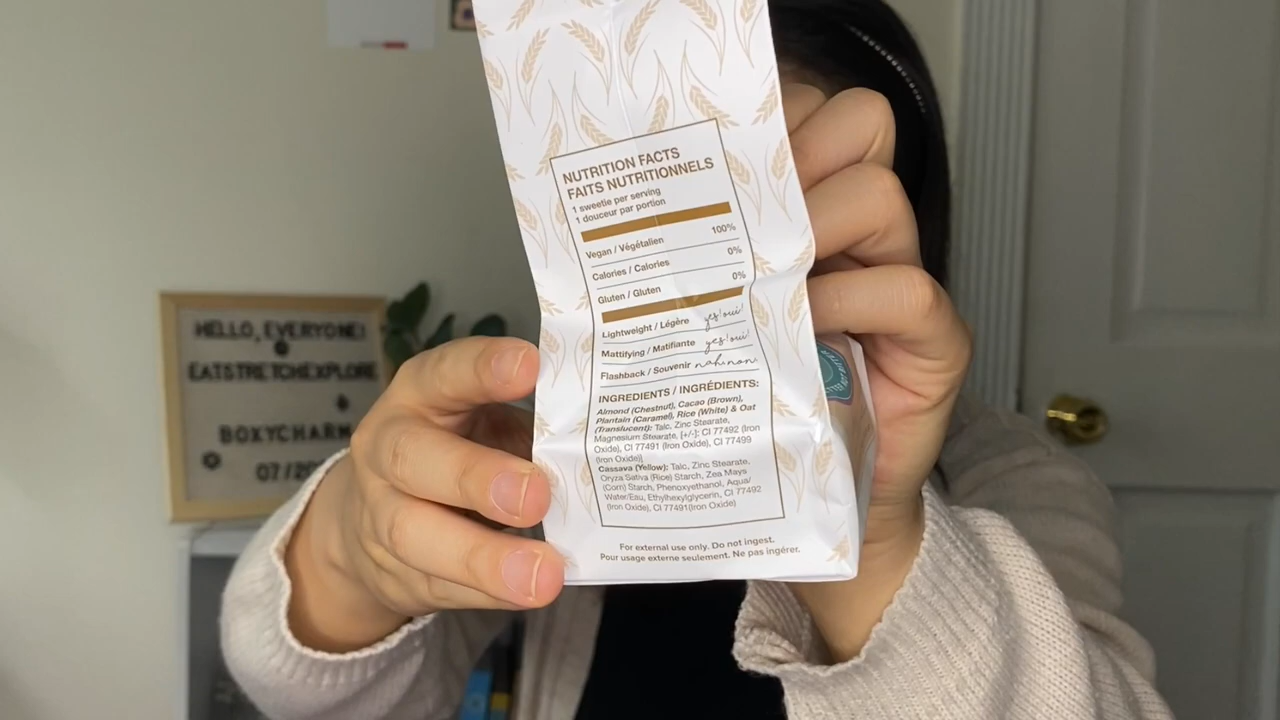 HELLO, EVERYONE!
EATSTRETCHEXPLORE
BOXYCHARM
07/20
NUTRITION FACTS
FAITS NUTRITIONNELS
1 sweetie per serving
1 douceur par portion
Vegan / Végétalien 100%
Calories / Calories 0%
Gluten / Gluten 0%
Lightweight / Légère yes! oui!
Mattifying / Matifiante yes! oui!
Flashback / Souvenir nah. non.
INGREDIENTS / INGRÉDIENTS:
Almond (Chestnut), Cacao (Brown),
Plantain (Caramel), Rice (White) & Oat
(Translucent): Talc, Zinc Stearate,
Magnesium Stearate, [+/-]: CI 77492 (Iron
Oxide), CI 77491 (Iron Oxide), CI 77499
(Iron Oxide)]
Cassava (Yellow): Talc, Zinc Stearate,
Oryza Sativa (Rice) Starch, Zea Mays
(Corn) Starch, Phenoxyethanol, Aqua/
Water/Eau, Ethylhexylglycerin, CI 77492
(Iron Oxide), CI 77491(Iron Oxide)
For external use only. Do not ingest.
Pour usage externe seulement. Ne pas ingérer.